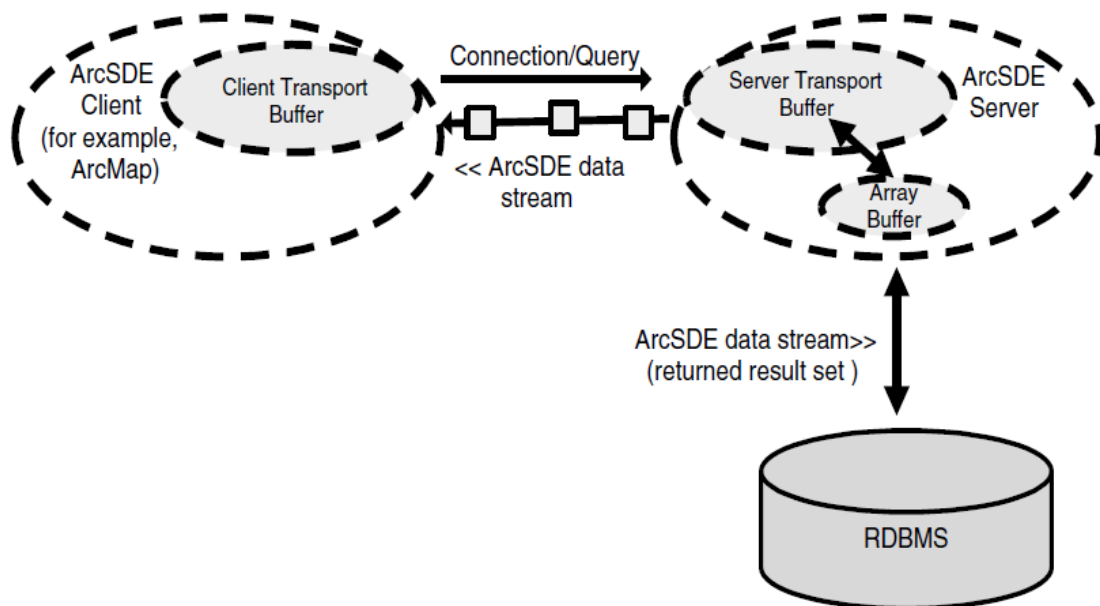 ArcSDE
Client
(for example,
ArcMap)
Client Transport
Buffer
Connection/Query
<< ArcSDE data
stream
Server Transport
Buffer
ArcSDE
Server
Array
Buffer
ArcSDE data stream>>
(returned result set )
RDBMS